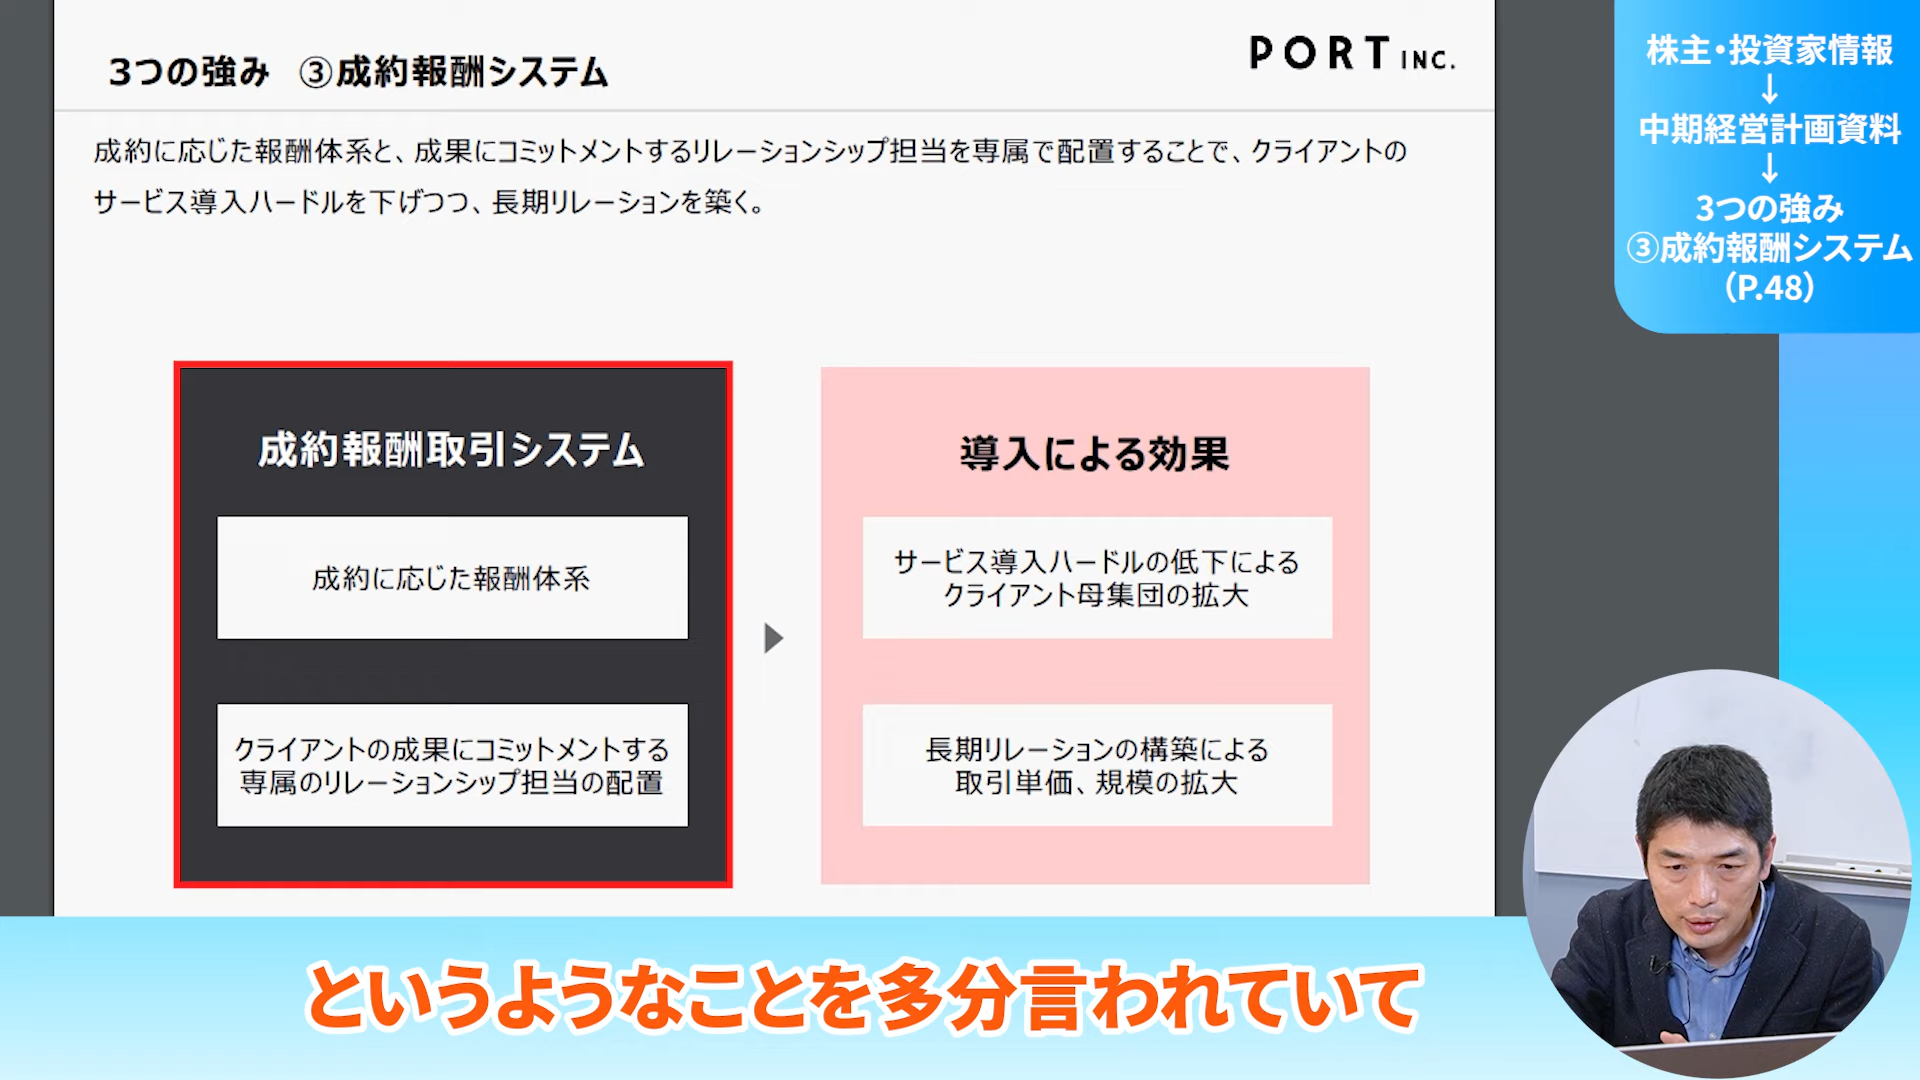 3つの強み ③成約報酬システム
PORT INC.
成約に応じた報酬体系と、成果にコミットメントするリレーションシップ担当を専属で配置することで、クライアントの
サービス導入ハードルを下げつつ、長期リレーションを築く。
成約報酬取引システム
成約に応じた報酬体系
クライアントの成果にコミットメントする
専属のリレーションシップ担当の配置
導入による効果
サービス導入ハードルの低下による
クライアント母集団の拡大
長期リレーションの構築による
取引単価、規模の拡大
株主・投資家情報
↓
中期経営計画資料
↓
3つの強み
③成約報酬システム
(P.48)
というようなことを多分言われていて